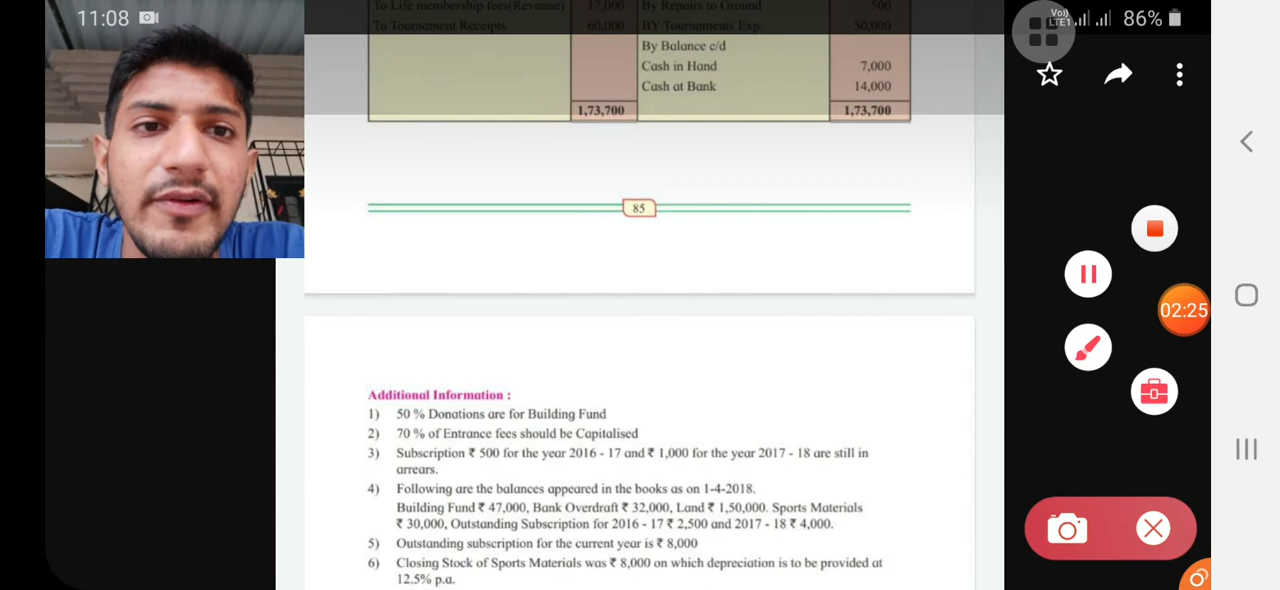 11:08
Vo)) LTE1 86%
To Life membership fees(Revenue) 17,000 By Repairs to Ground 500
To Tournament Receipts 60,000 BY Tournaments Exp. 50,000
By Balance c/d
Cash in Hand 7,000
Cash at Bank 14,000
1,73,700 1,73,700
85
02:25
Additional Information :
1) 50 % Donations are for Building Fund
2) 70 % of Entrance fees should be Capitalised
3) Subscription ₹ 500 for the year 2016 - 17 and ₹ 1,000 for the year 2017 - 18 are still in
arrears.
4) Following are the balances appeared in the books as on 1-4-2018.
Building Fund ₹ 47,000, Bank Overdraft ₹ 32,000, Land ₹ 1,50,000. Sports Materials
₹ 30,000, Outstanding Subscription for 2016 - 17 ₹ 2,500 and 2017 - 18 ₹ 4,000.
5) Outstanding subscription for the current year is ₹ 8,000
6) Closing Stock of Sports Materials was ₹ 8,000 on which depreciation is to be provided at
12.5% p.a.